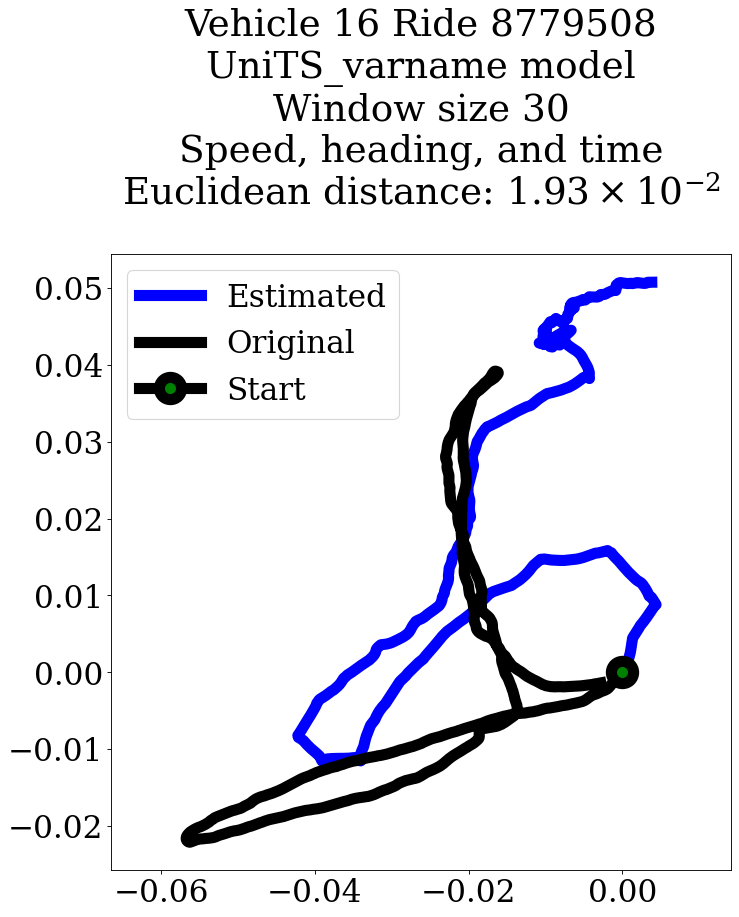 Vehicle 16 Ride 8779508
UniTS_varname model
Window size 30
Speed, heading, and time
Euclidean distance: 1.93 × 10⁻²
Estimated
Original
Start
0.05
0.04
0.03
0.02
0.01
0.00
−0.01
−0.02
−0.06 −0.04 −0.02 0.00